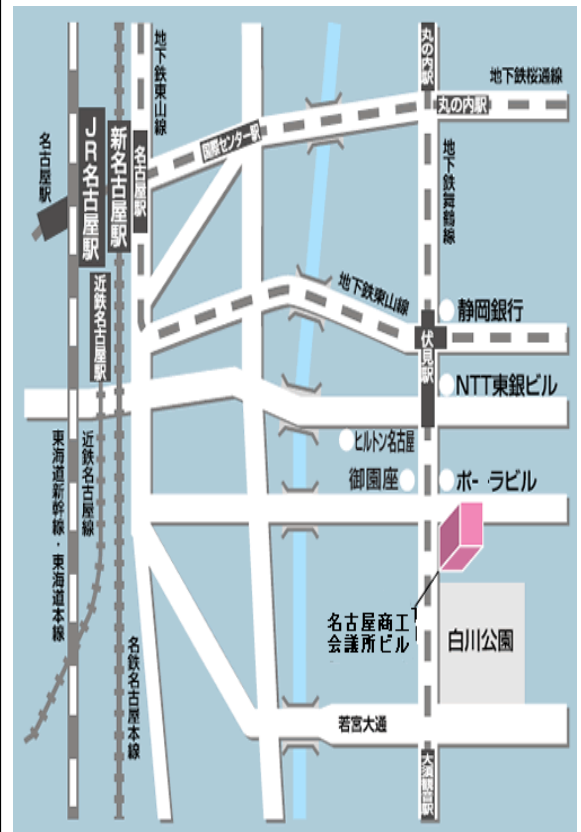 丸の内駅
地下鉄東山線
地下鉄桜通線
丸の内駅
国際センター駅
名古屋駅
JR名古屋駅
新名古屋駅
名古屋駅
地下鉄舞鶴線
近鉄名古屋駅
地下鉄東山線
静岡銀行
伏見駅
NTT東銀ビル
ヒルトン名古屋
御園座
ポーラビル
東海道新幹線・東海道本線
近鉄名古屋線
名古屋商工
会議所ビル
白川公園
名鉄名古屋本線
若宮大通
大須観音駅